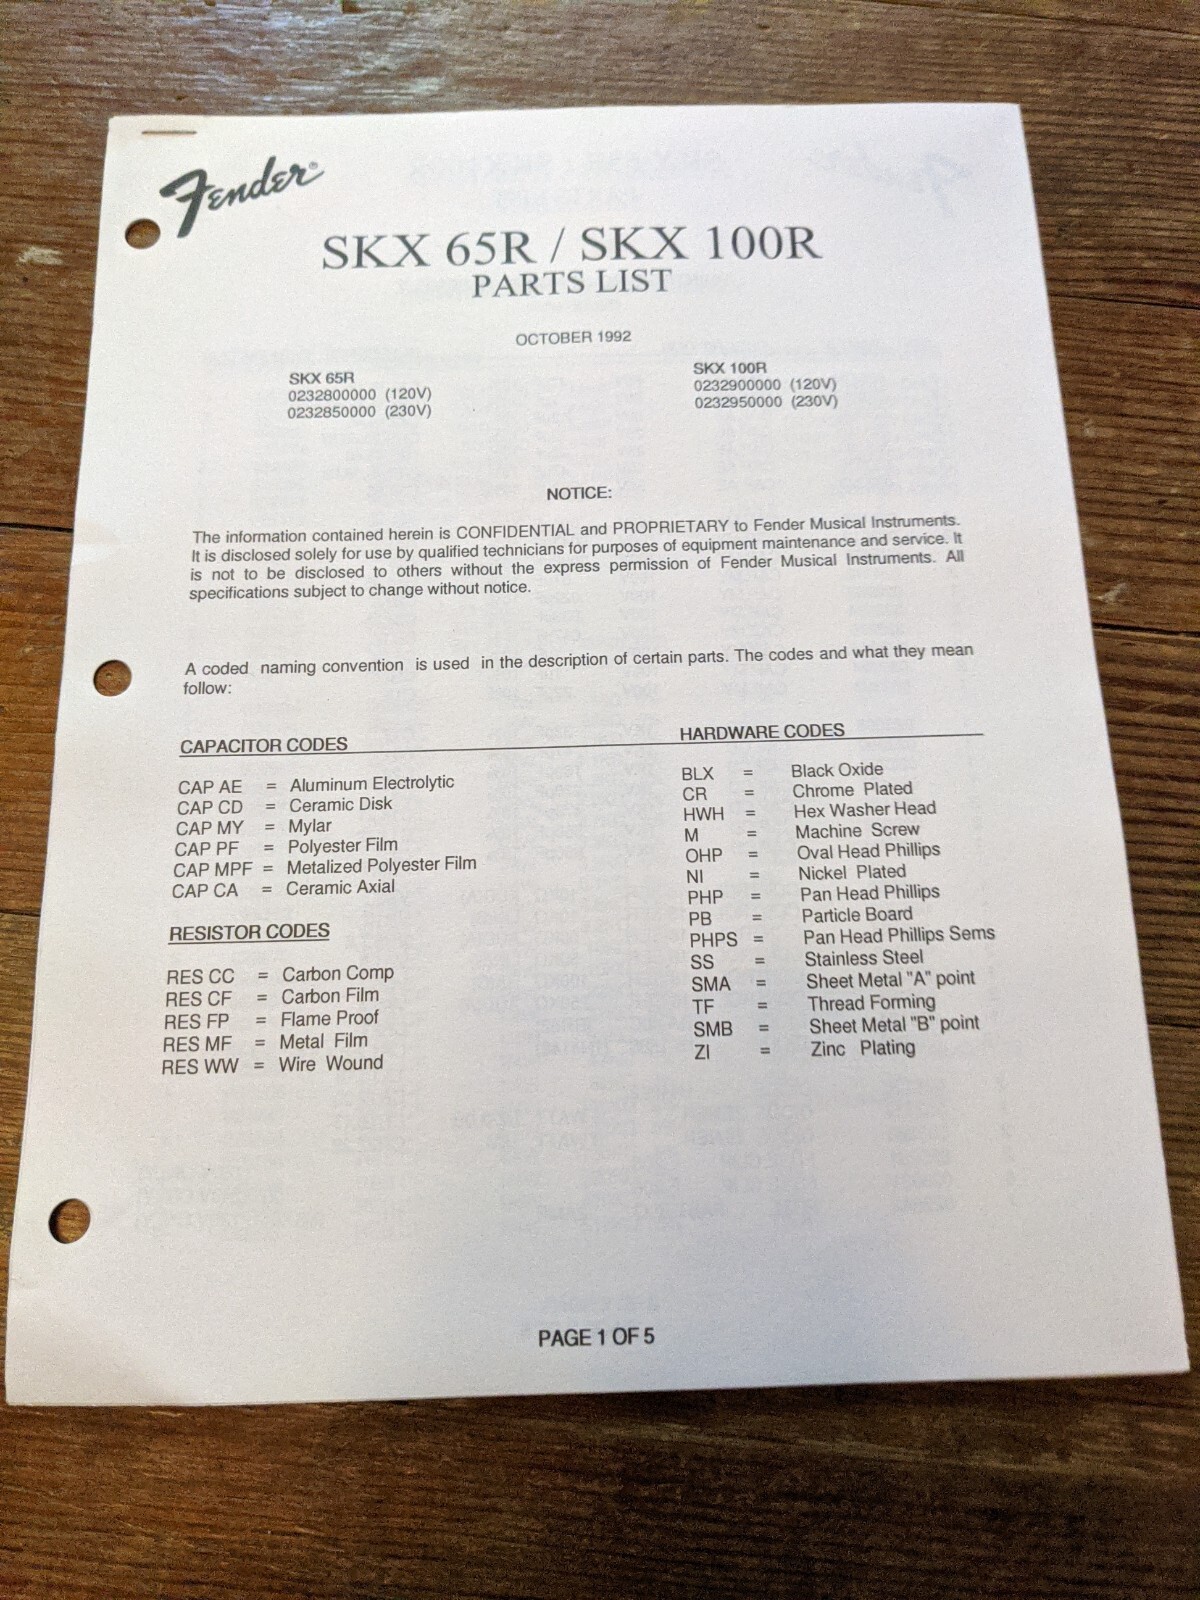 Fender®
SKX 65R / SKX 100R
PARTS LIST
OCTOBER 1992
SKX 65R
0232800000 (120V)
0232850000 (230V)
SKX 100R
0232900000 (120V)
0232950000 (230V)
NOTICE:
The information contained herein is CONFIDENTIAL and PROPRIETARY to Fender Musical Instruments.
It is disclosed solely for use by qualified technicians for purposes of equipment maintenance and service. It
is not to be disclosed to others without the express permission of Fender Musical Instruments. All
specifications subject to change without notice.
A coded naming convention is used in the description of certain parts. The codes and what they mean
follow:
CAPACITOR CODES
CAP AE = Aluminum Electrolytic
CAP CD = Ceramic Disk
CAP MY = Mylar
CAP PF = Polyester Film
CAP MPF = Metalized Polyester Film
CAP CA = Ceramic Axial
RESISTOR CODES
RES CC = Carbon Comp
RES CF = Carbon Film
RES FP = Flame Proof
RES MF = Metal Film
RES WW = Wire Wound
HARDWARE CODES
BLX = Black Oxide
CR = Chrome Plated
HWH = Hex Washer Head
M = Machine Screw
OHP = Oval Head Phillips
NI = Nickel Plated
PHP = Pan Head Phillips
PB = Particle Board
PHPS = Pan Head Phillips Sems
SS = Stainless Steel
SMA = Sheet Metal "A" point
TF = Thread Forming
SMB = Sheet Metal "B" point
ZI = Zinc Plating
PAGE 1 OF 5